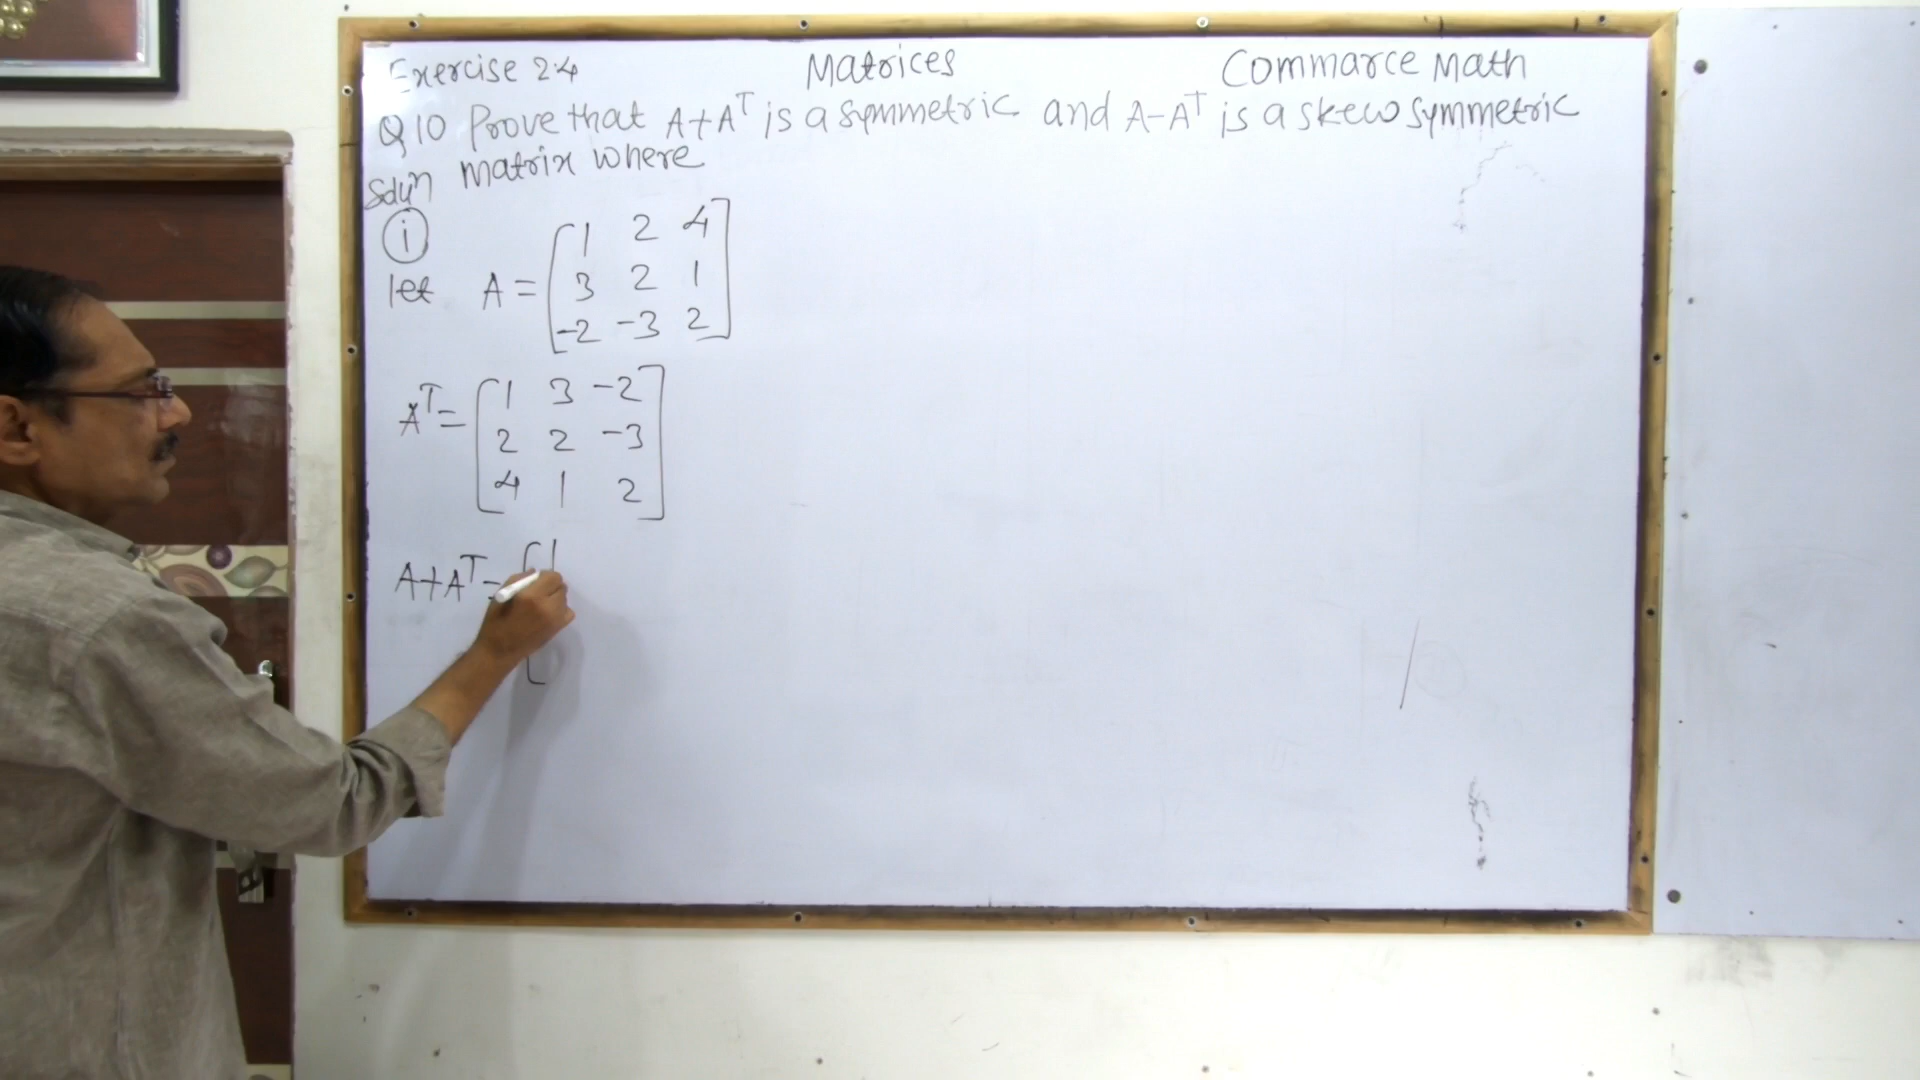 Exercise 2.4 Matrices Commarce Math
Q10 Prove that A+A^T is a symmetric and A-A^T is a skew symmetric
Solun matrix where
i
let A = [1 2 4
3 2 1
-2 -3 2]
A^T = [1 3 -2
2 2 -3
4 1 2]
A+A^T = [1